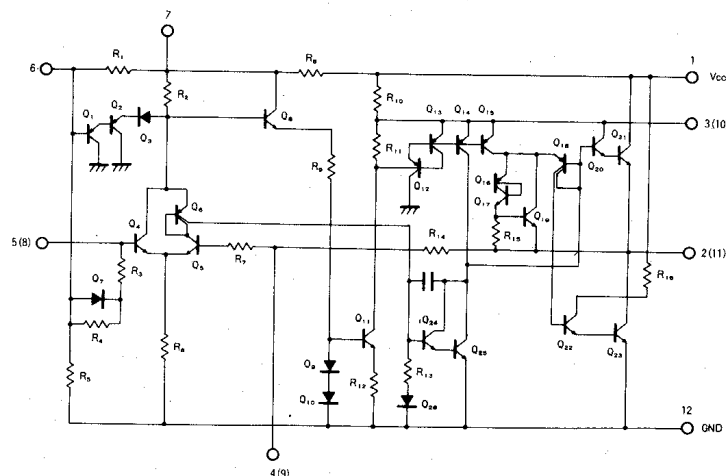 7
R₁
R₈
6
1
Vcc
R₂
R₁₀
Q₁₃
Q₁₄
Q₁₅
3(10)
Q₁
Q₂
Q₃
Q₈
R₁₁
Q₁₈
Q₂₁
Q₂₀
R₉
Q₁₂
Q₁₆
Q₁₇
Q₁₉
Q₆
Q₄
R₁₄
R₁₅
5(8)
Q₅
R₇
2(11)
R₃
Q₇
R₁₆
R₄
Q₁₁
Q₂₄
Q₂₅
Q₂₂
Q₂₃
R₅
R₆
Q₉
R₁₃
Q₁₀
R₁₂
Q₂₆
12
GND
4(9)